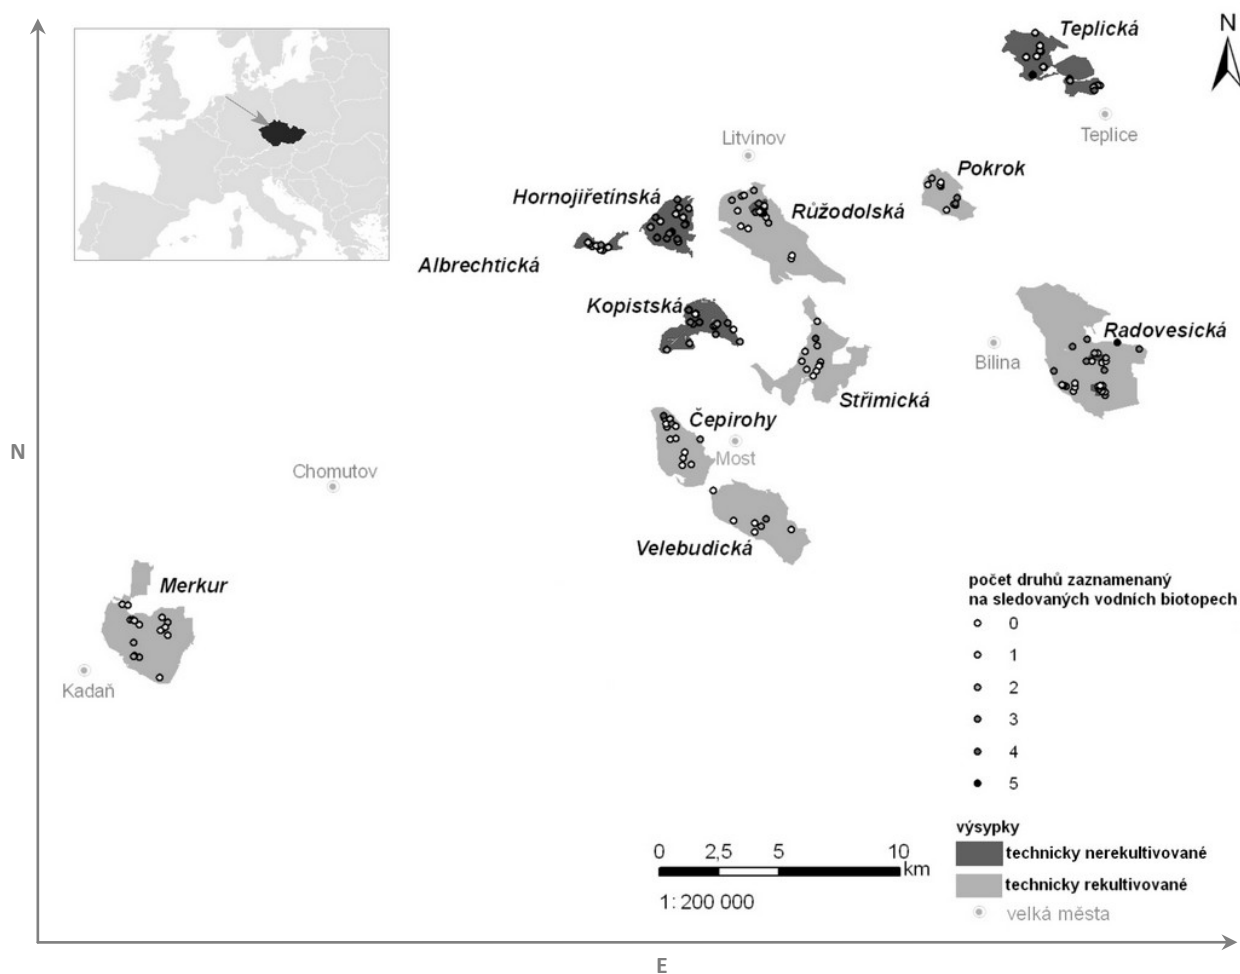 Teplická
N
Teplice
Litvínov
Pokrok
Hornojiřetínská
Růžodolská
Albrechtická
Kopistská
Radovesická
Bílina
Střimická
Čepirohy
Most
N
Chomutov
Velebudická
Merkur
Kadaň
počet druhů zaznamenaný
na sledovaných vodních biotopech
0
1
2
3
4
5
výsypky
technicky nerekultivované
technicky rekultivované
velká města
0 2,5 5 10
km
1: 200 000
E